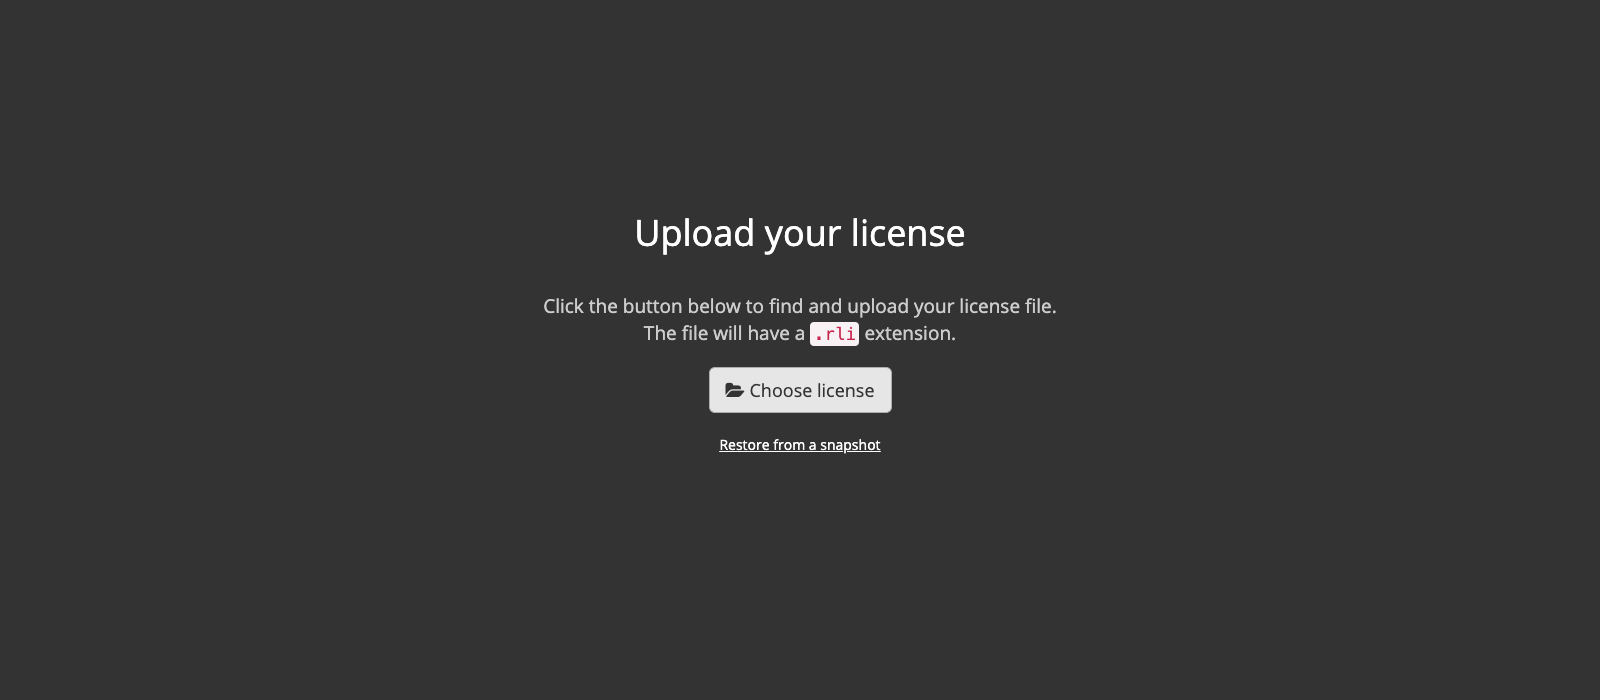 Upload your license
Click the button below to find and upload your license file.
The file will have a .rli extension.
Choose license
Restore from a snapshot